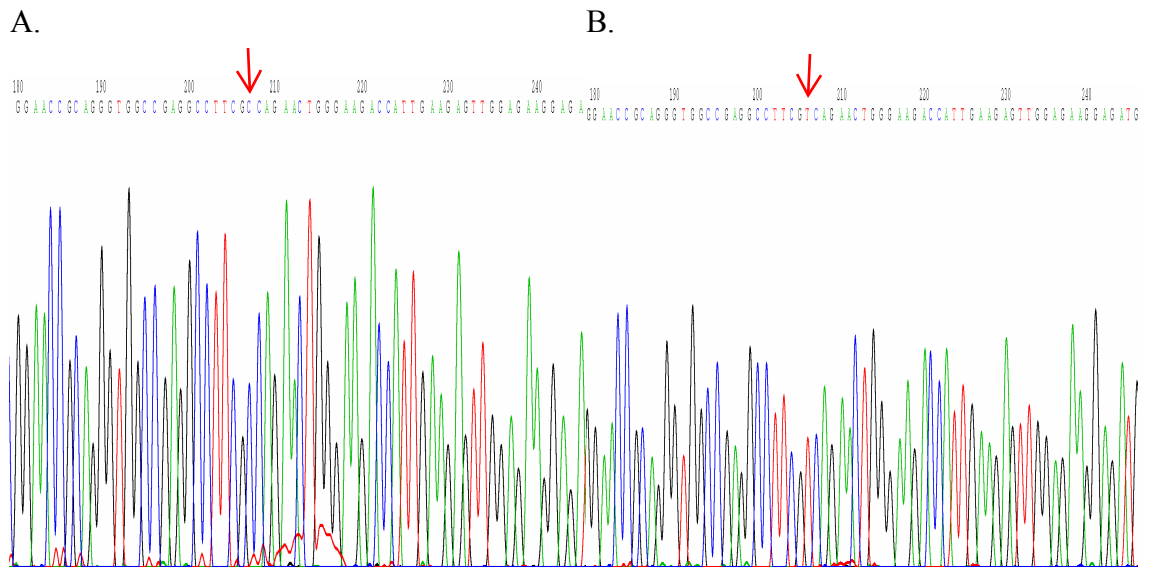 A.
180 190 200 210 220 230 240
GGAACCGCAGGGTGGCCGAGGCCTTCGCCAGAACTGGGAAGACCATTGAAGAGTTGGAGAAGGAGA
B.
180 190 200 210 220 230 240
GGAACCGCAGGGTGGCCGAGGCCTTCGTCAGAACTGGGAAGACCATTGAAGAGTTGGAGAAGGAGATG